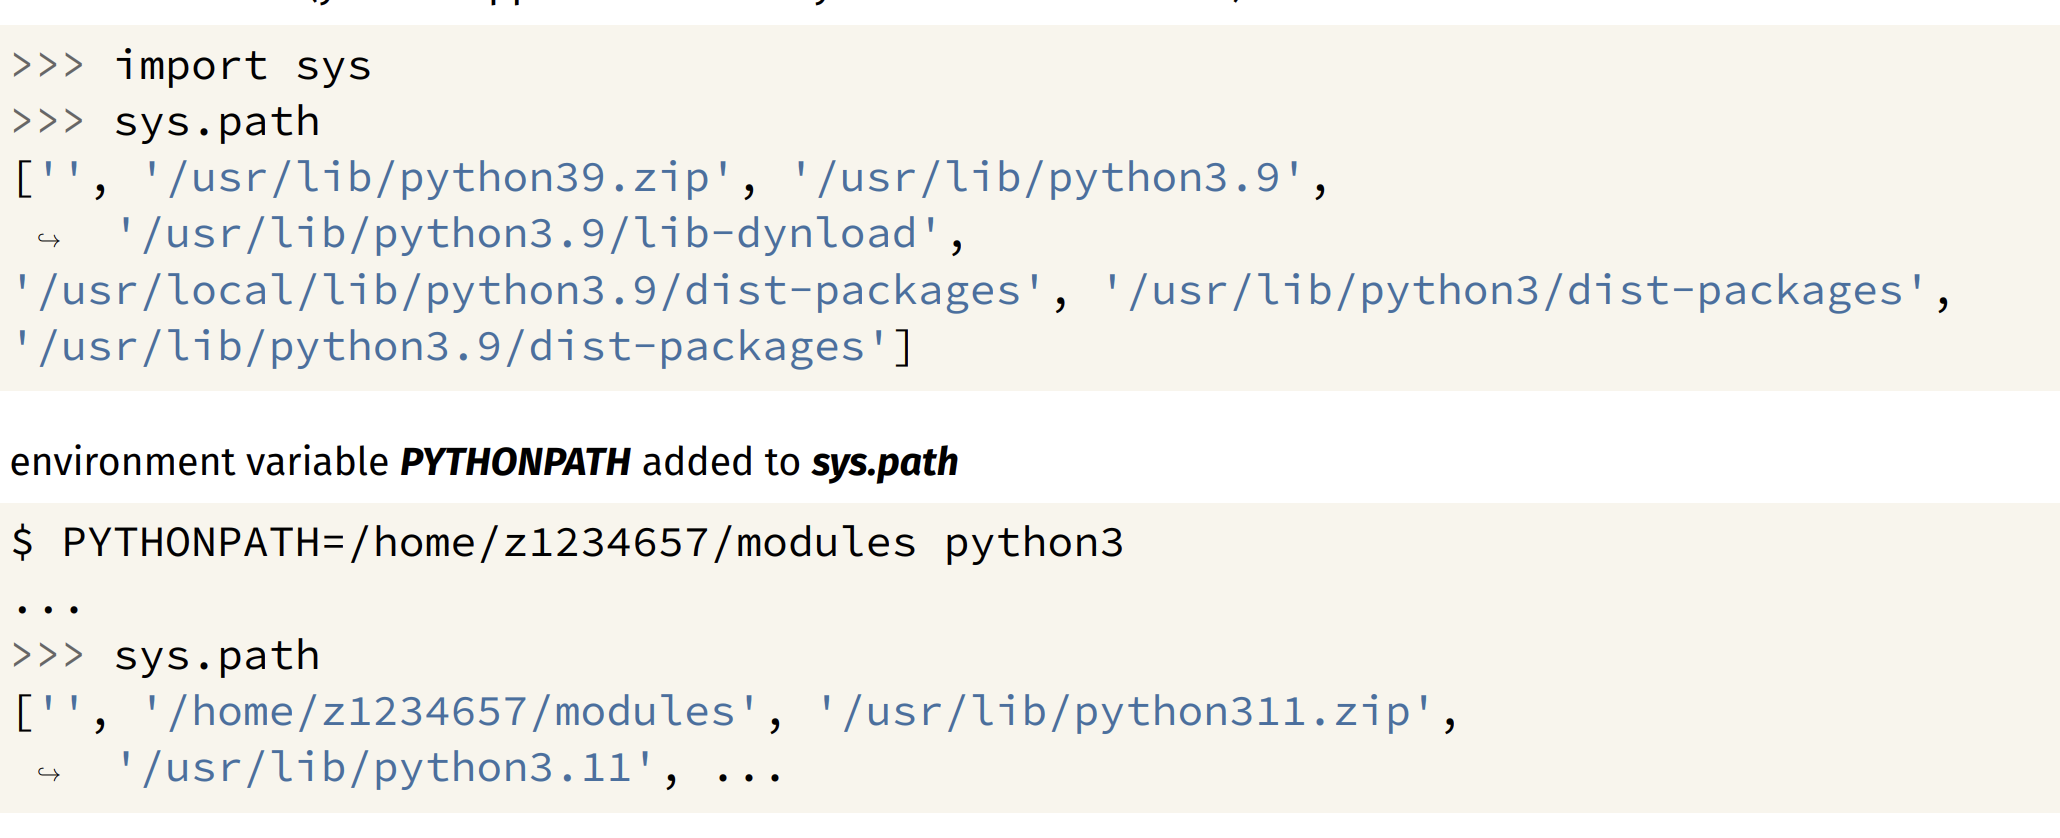 >>> import sys
>>> sys.path
['', '/usr/lib/python39.zip', '/usr/lib/python3.9',
↪ '/usr/lib/python3.9/lib-dynload',
'/usr/local/lib/python3.9/dist-packages', '/usr/lib/python3/dist-packages',
'/usr/lib/python3.9/dist-packages']
environment variable PYTHONPATH added to sys.path
$ PYTHONPATH=/home/z1234657/modules python3
...
>>> sys.path
['', '/home/z1234657/modules', '/usr/lib/python311.zip',
↪ '/usr/lib/python3.11', ...